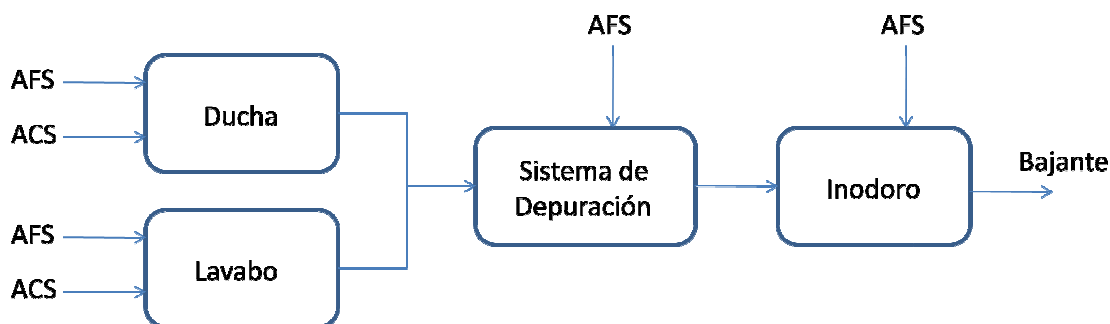 AFS
ACS
Ducha
AFS
ACS
Lavabo
AFS
Sistema de
Depuración
AFS
Inodoro
Bajante